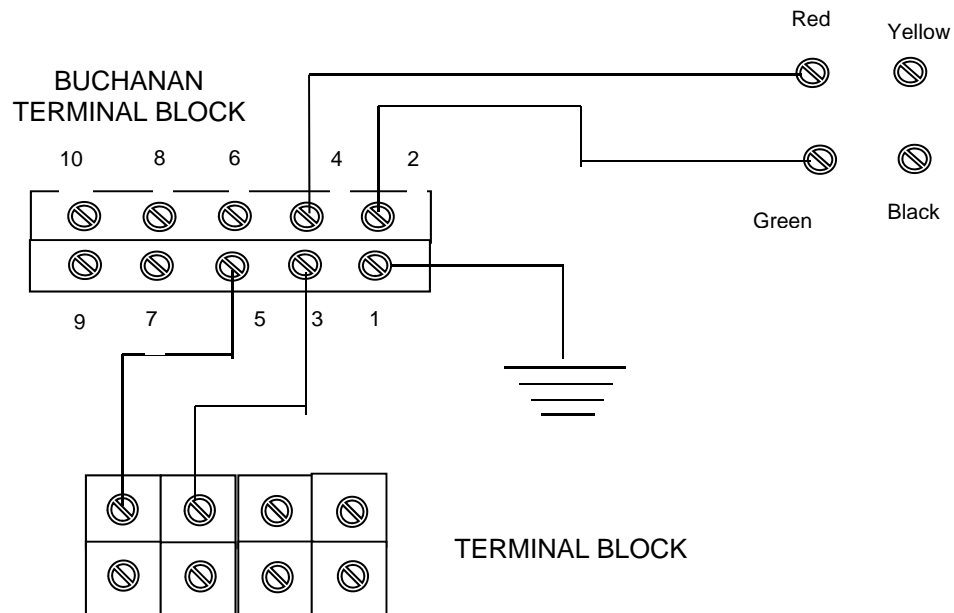 Red
Yellow
BUCHANAN
TERMINAL BLOCK
10 8 6 4 2
Green
Black
9 7 5 3 1
TERMINAL BLOCK